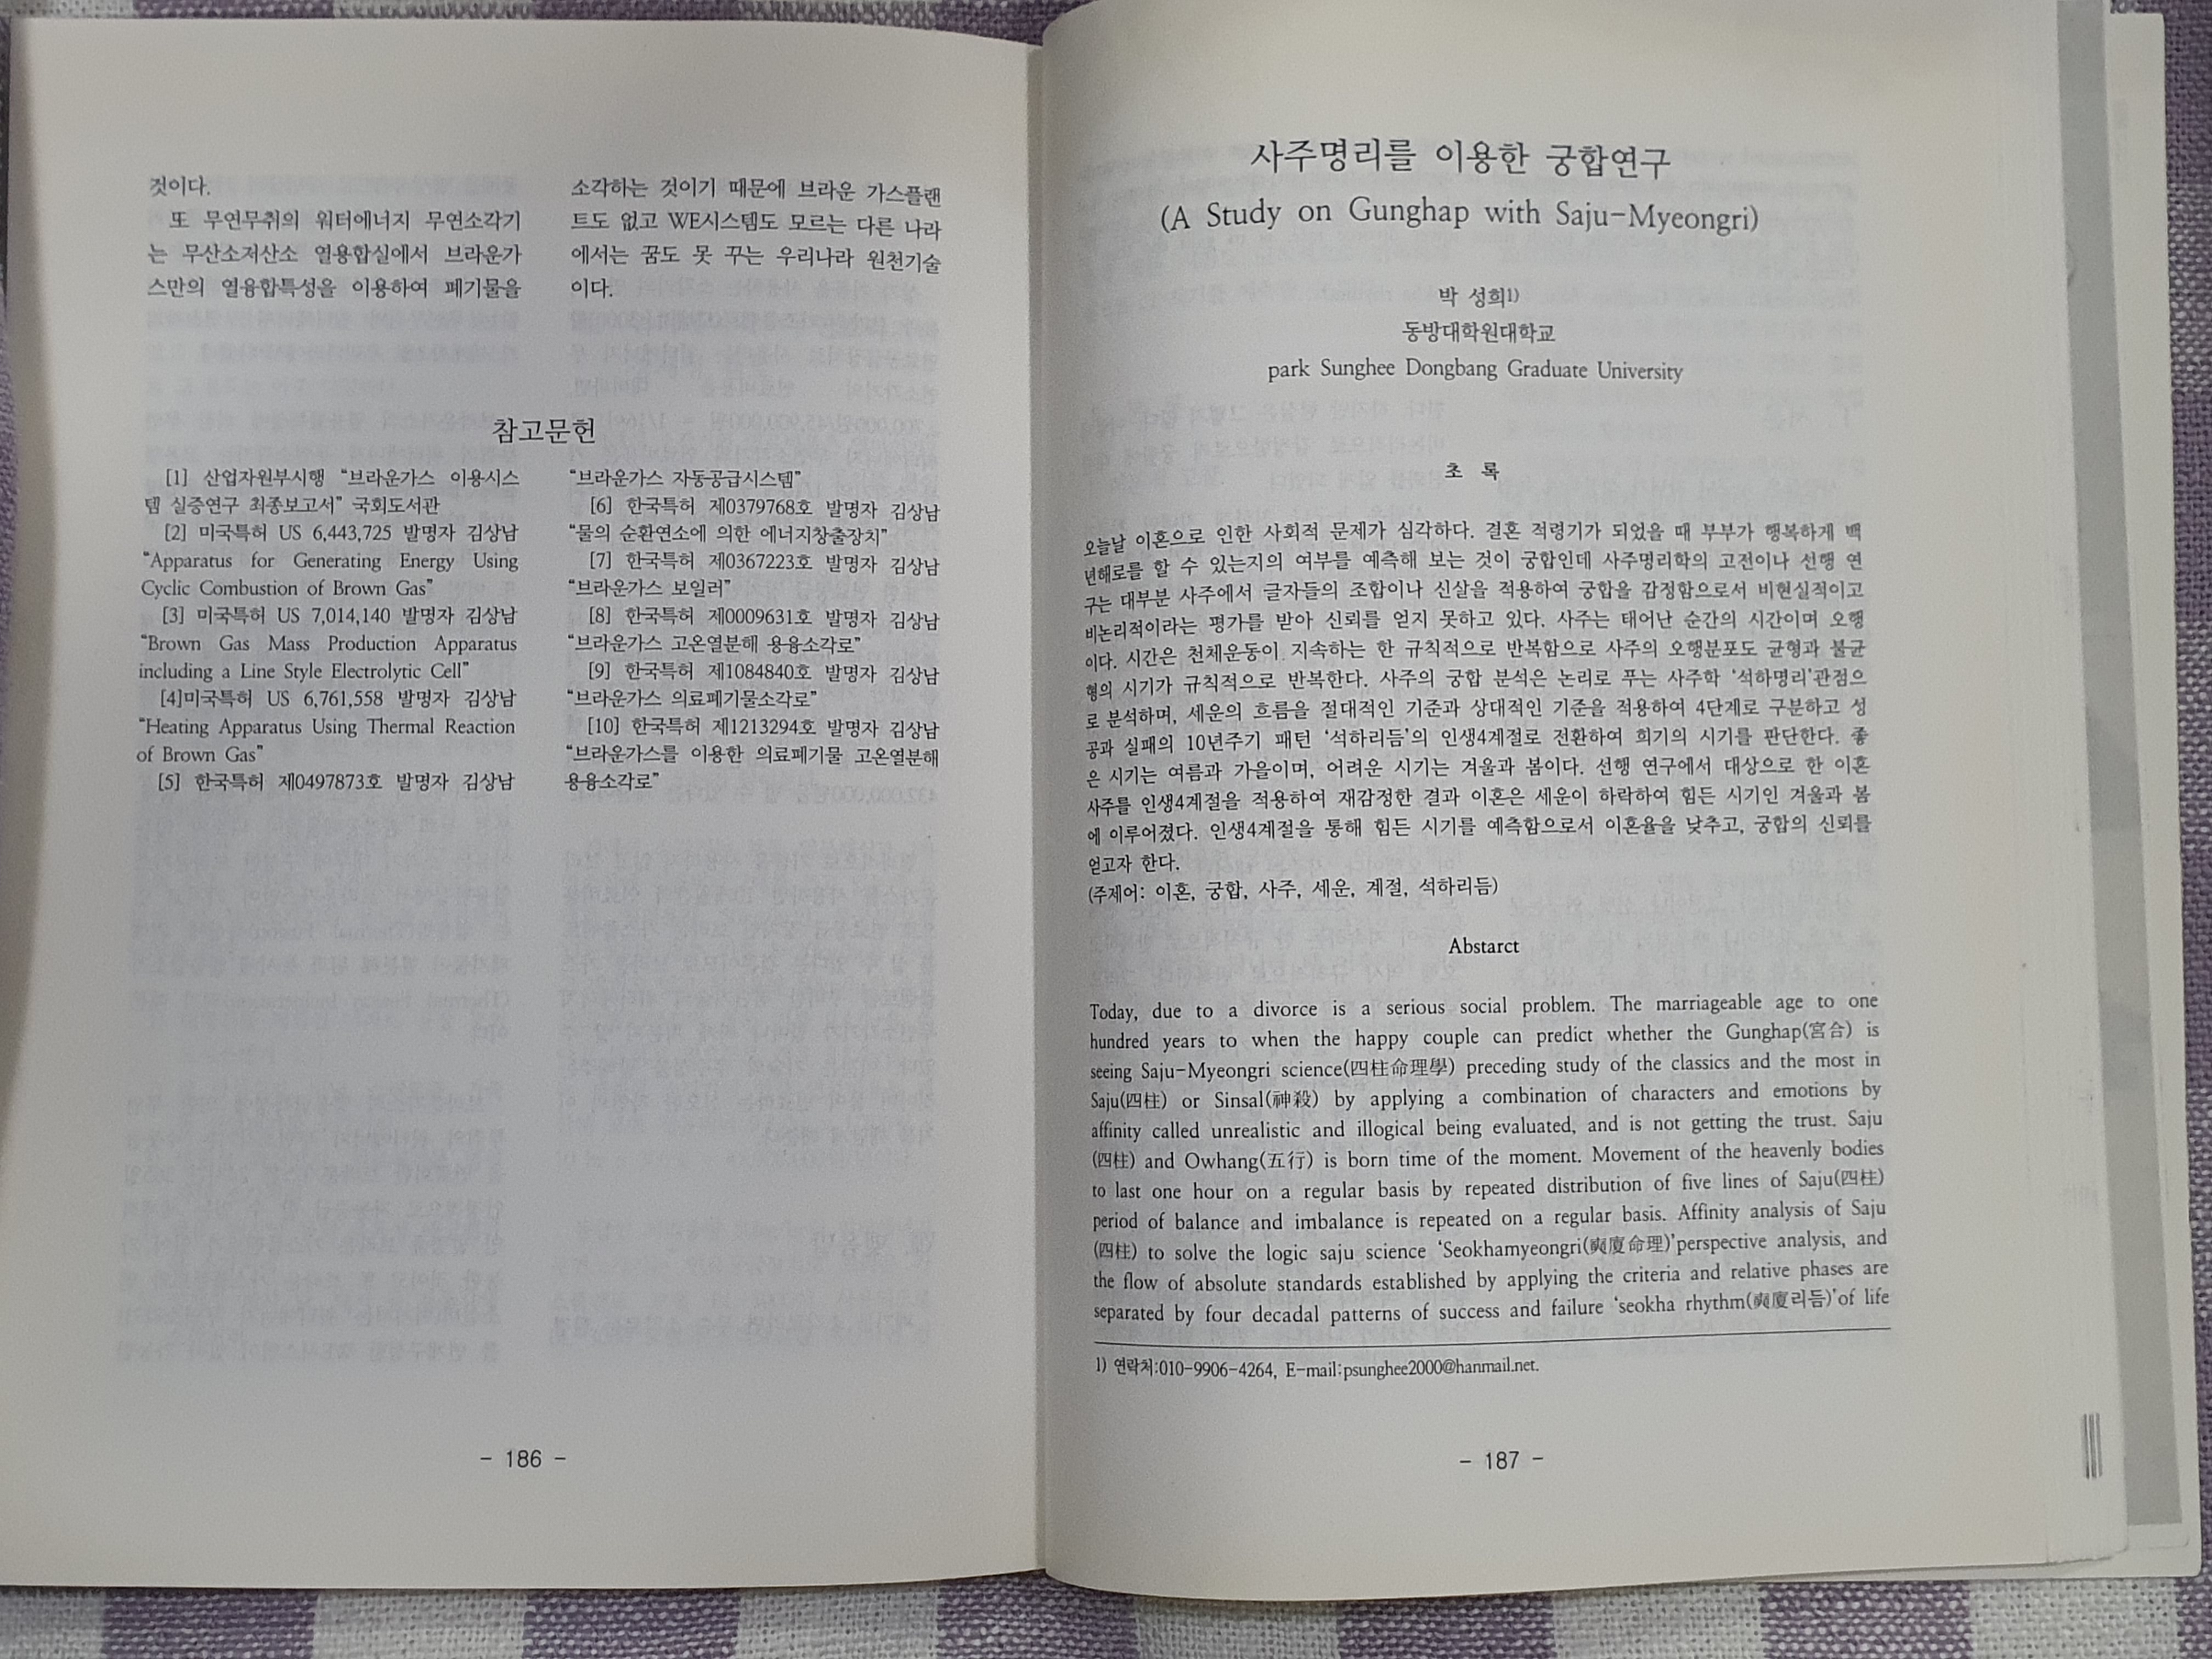 것이다.
또 무연무취의 워터에너지 무연소각기
는 무산소저산소 열융합실에서 브라운가
스만의 열융합특성을 이용하여 폐기물을
소각하는 것이기 때문에 브라운 가스플랜
트도 없고 WE시스템도 모르는 다른 나라
에서는 꿈도 못 꾸는 우리나라 원천기술
이다.
참고문헌
[1] 산업자원부시행 “브라운가스 이용시스
템 실증연구 최종보고서” 국회도서관
[2] 미국특허 US 6,443,725 발명자 김상남
“Apparatus for Generating Energy Using
Cyclic Combustion of Brown Gas”
[3] 미국특허 US 7,014,140 발명자 김상남
“Brown Gas Mass Production Apparatus
including a Line Style Electrolytic Cell”
[4]미국특허 US 6,761,558 발명자 김상남
“Heating Apparatus Using Thermal Reaction
of Brown Gas”
[5] 한국특허 제0497873호 발명자 김상남
“브라운가스 자동공급시스템”
[6] 한국특허 제0379768호 발명자 김상남
“물의 순환연소에 의한 에너지창출장치”
[7] 한국특허 제0367223호 발명자 김상남
“브라운가스 보일러”
[8] 한국특허 제0009631호 발명자 김상남
“브라운가스 고온열분해 용융소각로”
[9] 한국특허 제1084840호 발명자 김상남
“브라운가스 의료폐기물소각로”
[10] 한국특허 제1213294호 발명자 김상남
“브라운가스를 이용한 의료폐기물 고온열분해
용융소각로”
- 186 -
사주명리를 이용한 궁합연구
(A Study on Gunghap with Saju-Myeongri)
박 성희1)
동방대학원대학교
park Sunghee Dongbang Graduate University
초 록
오늘날 이혼으로 인한 사회적 문제가 심각하다. 결혼 적령기가 되었을 때 부부가 행복하게 백
년해로를 할 수 있는지의 여부를 예측해 보는 것이 궁합인데 사주명리학의 고전이나 선행 연
구는 대부분 사주에서 글자들의 조합이나 신살을 적용하여 궁합을 감정함으로서 비현실적이고
비논리적이라는 평가를 받아 신뢰를 얻지 못하고 있다. 사주는 태어난 순간의 시간이며 오행
이다. 시간은 천체운동이 지속하는 한 규칙적으로 반복함으로 사주의 오행분포도 균형과 불균
형의 시기가 규칙적으로 반복한다. 사주의 궁합 분석은 논리로 푸는 사주학 ‘석하명리’관점으
로 분석하며, 세운의 흐름을 절대적인 기준과 상대적인 기준을 적용하여 4단계로 구분하고 성
공과 실패의 10년주기 패턴 ‘석하리듬’의 인생4계절로 전환하여 희기의 시기를 판단한다. 좋
은 시기는 여름과 가을이며, 어려운 시기는 겨울과 봄이다. 선행 연구에서 대상으로 한 이혼
사주를 인생4계절을 적용하여 재감정한 결과 이혼은 세운이 하락하여 힘든 시기인 겨울과 봄
에 이루어졌다. 인생4계절을 통해 힘든 시기를 예측함으로서 이혼율을 낮추고, 궁합의 신뢰를
얻고자 한다.
(주제어: 이혼, 궁합, 사주, 세운, 계절, 석하리듬)
Abstarct
Today, due to a divorce is a serious social problem. The marriageable age to one
hundred years to when the happy couple can predict whether the Gunghap(宮合) is
seeing Saju-Myeongri science(四柱命理學) preceding study of the classics and the most in
Saju(四柱) or Sinsal(神殺) by applying a combination of characters and emotions by
affinity called unrealistic and illogical being evaluated, and is not getting the trust. Saju
(四柱) and Owhang(五行) is born time of the moment. Movement of the heavenly bodies
to last one hour on a regular basis by repeated distribution of five lines of Saju(四柱)
period of balance and imbalance is repeated on a regular basis. Affinity analysis of Saju
(四柱) to solve the logic saju science ‘Seokhamyeongri(奭廈命理)’perspective analysis, and
the flow of absolute standards established by applying the criteria and relative phases are
separated by four decadal patterns of success and failure ‘seokha rhythm(奭廈리듬)’of life
1) 연락처:010-9906-4264, E-mail:psunghee2000@hanmail.net.
- 187 -